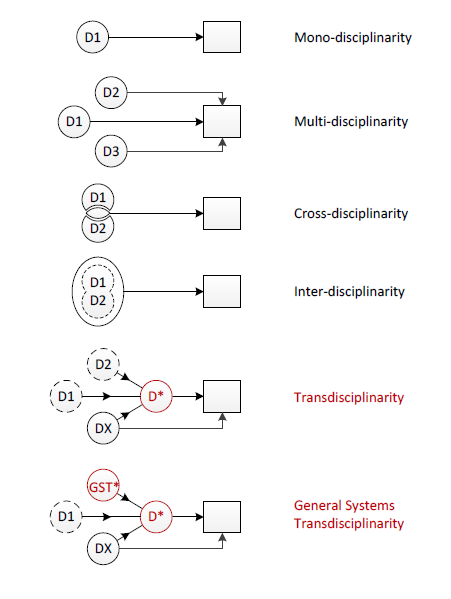 D1
Mono-disciplinarity
D2
D1
Multi-disciplinarity
D3
D1
D2
Cross-disciplinarity
D1
D2
Inter-disciplinarity
D2
D1
D*
Transdisciplinarity
DX
GST*
D1
D*
General Systems
Transdisciplinarity
DX